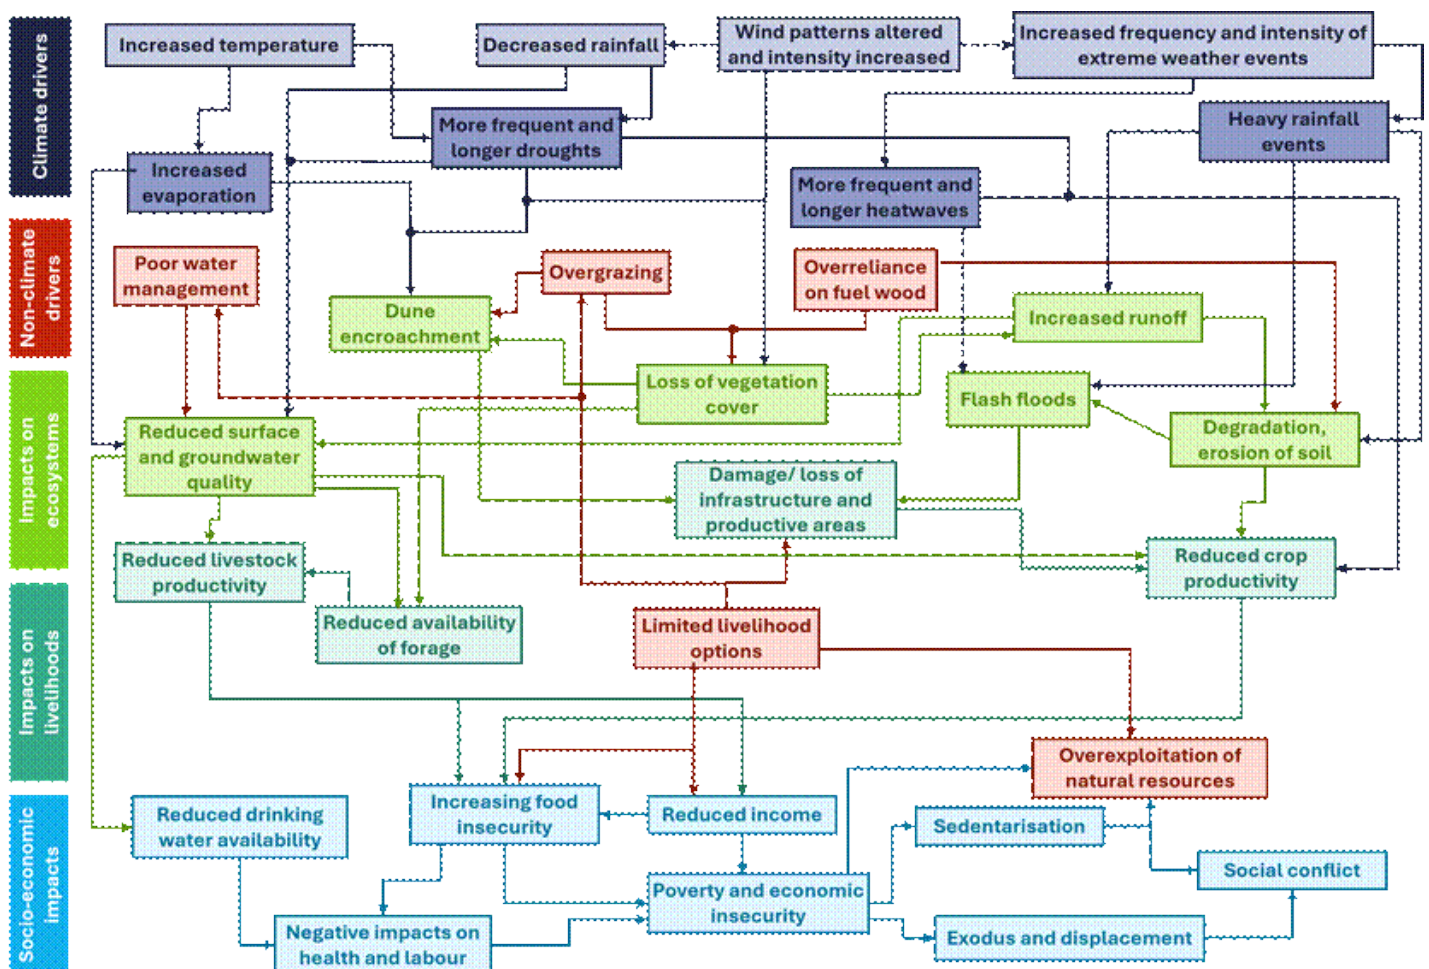 Climate drivers
Increased temperature
Decreased rainfall
Wind patterns altered
and intensity increased
Increased frequency and intensity of
extreme weather events
More frequent and
longer droughts
Heavy rainfall
events
Increased
evaporation
More frequent and
longer heatwaves
Non-climate
drivers
Poor water
management
Overgrazing
Overreliance
on fuel wood
Dune
encroachment
Increased runoff
Impacts on
ecosystems
Loss of vegetation
cover
Flash floods
Reduced surface
and groundwater
quality
Degradation,
erosion of soil
Damage/ loss of
infrastructure and
productive areas
Reduced livestock
productivity
Reduced crop
productivity
Impacts on
livelihoods
Reduced availability
of forage
Limited livelihood
options
Overexploitation of
natural resources
Socio-economic
impacts
Reduced drinking
water availability
Increasing food
insecurity
Reduced income
Sedentarisation
Social conflict
Poverty and economic
insecurity
Negative impacts on
health and labour
Exodus and displacement